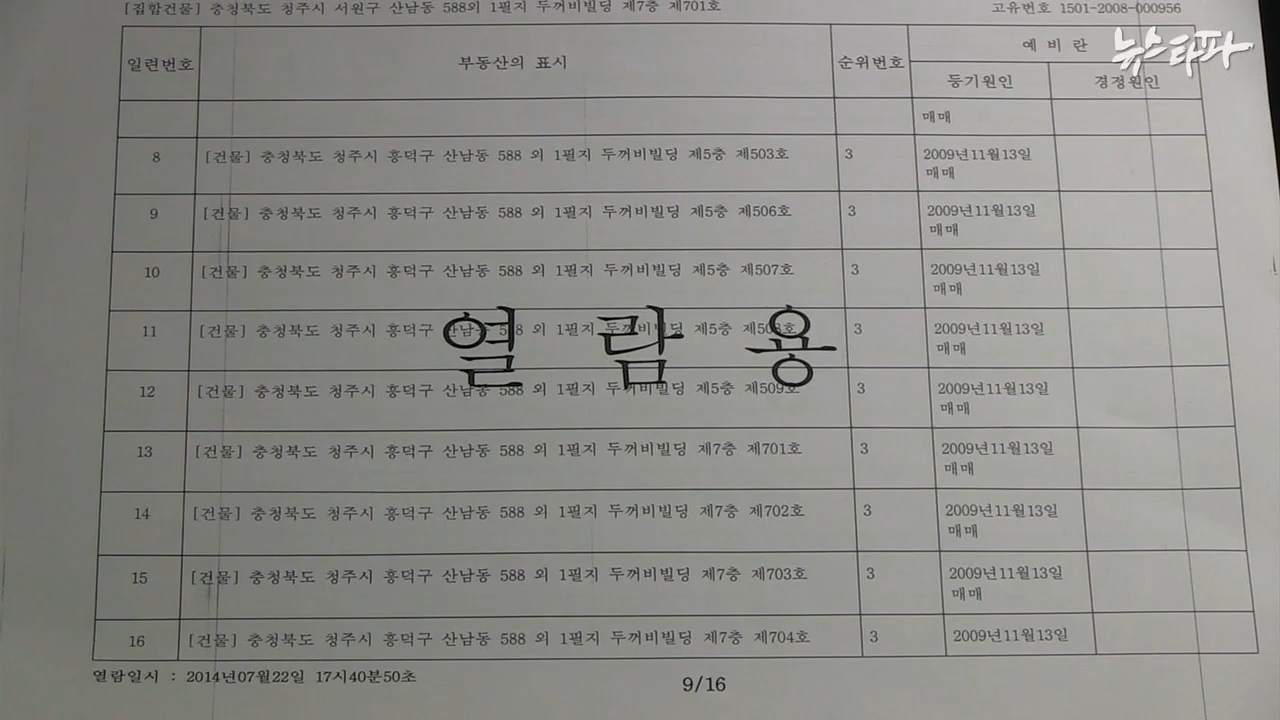 [집합건물] 충청북도 청주시 서원구 산남동 588외 1필지 두꺼비빌딩 제7층 제701호 고유번호 1501-2008-000956
뉴스타파
일련번호 부동산의 표시 순위번호 예 비 란
등기원인 경정원인
매매
8 [건물] 충청북도 청주시 흥덕구 산남동 588 외 1필지 두꺼비빌딩 제5층 제503호 3 2009년11월13일
매매
9 [건물] 충청북도 청주시 흥덕구 산남동 588 외 1필지 두꺼비빌딩 제5층 제506호 3 2009년11월13일
매매
10 [건물] 충청북도 청주시 흥덕구 산남동 588 외 1필지 두꺼비빌딩 제5층 제507호 3 2009년11월13일
매매
11 [건물] 충청북도 청주시 흥덕구 산남동 588 외 1필지 두꺼비빌딩 제5층 제508호 3 2009년11월13일
매매
열 람 용
12 [건물] 충청북도 청주시 흥덕구 산남동 588 외 1필지 두꺼비빌딩 제5층 제509호 3 2009년11월13일
매매
13 [건물] 충청북도 청주시 흥덕구 산남동 588 외 1필지 두꺼비빌딩 제7층 제701호 3 2009년11월13일
매매
14 [건물] 충청북도 청주시 흥덕구 산남동 588 외 1필지 두꺼비빌딩 제7층 제702호 3 2009년11월13일
매매
15 [건물] 충청북도 청주시 흥덕구 산남동 588 외 1필지 두꺼비빌딩 제7층 제703호 3 2009년11월13일
매매
16 [건물] 충청북도 청주시 흥덕구 산남동 588 외 1필지 두꺼비빌딩 제7층 제704호 3 2009년11월13일
열람일시 : 2014년07월22일 17시40분50초 9/16